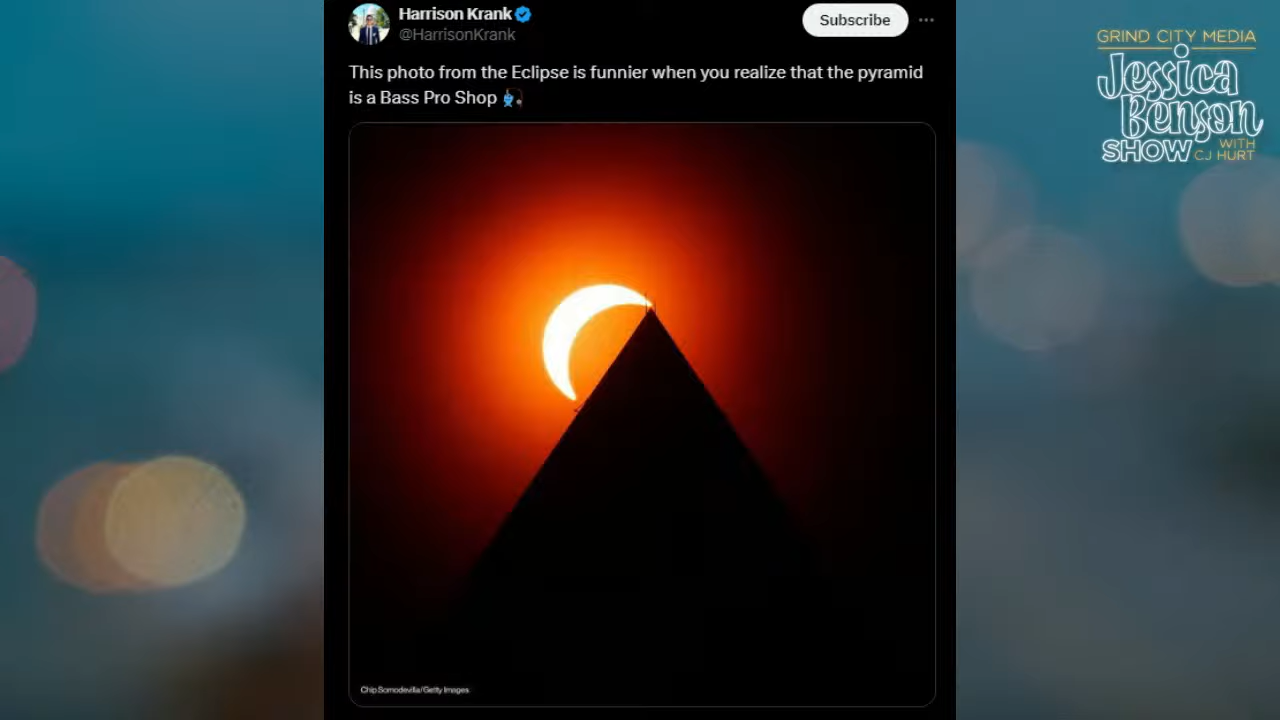 Harrison Krank
@HarrisonKrank
Subscribe
This photo from the Eclipse is funnier when you realize that the pyramid
is a Bass Pro Shop
Chip Somodevilla/Getty Images
GRIND CITY MEDIA
Jessica
Benson
SHOW WITH
CJ HURT